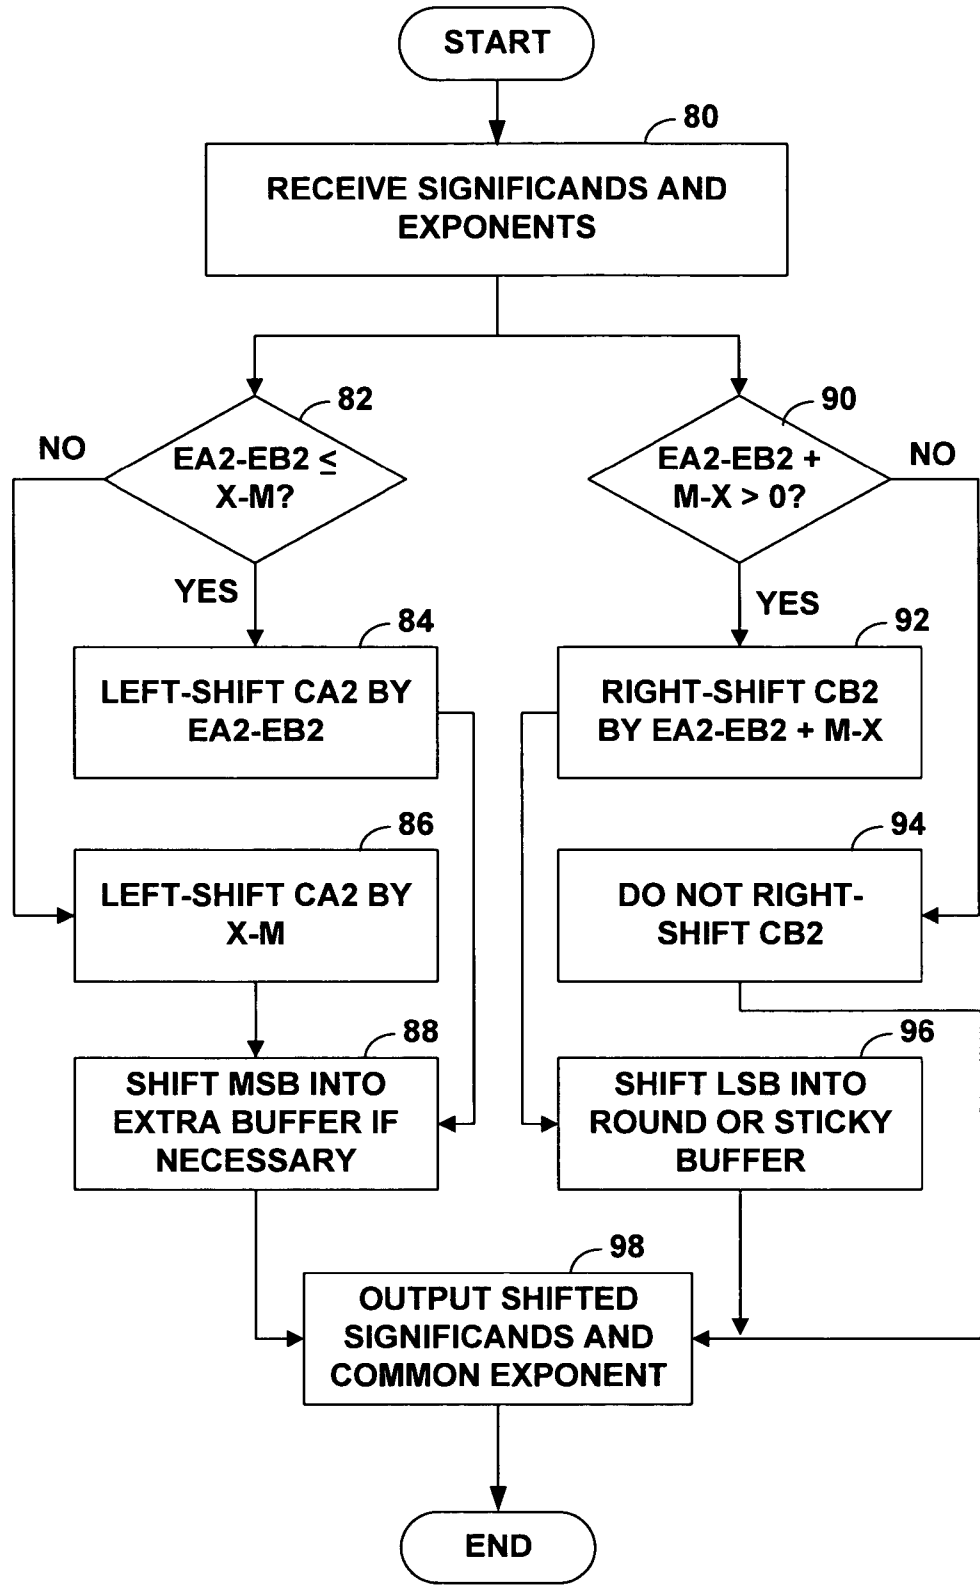 START
80
RECEIVE SIGNIFICANDS AND
EXPONENTS
82
NO
EA2-EB2 ≤
X-M?
YES
90
EA2-EB2 +
M-X > 0?
NO
YES
84
LEFT-SHIFT CA2 BY
EA2-EB2
92
RIGHT-SHIFT CB2
BY EA2-EB2 + M-X
86
LEFT-SHIFT CA2 BY
X-M
94
DO NOT RIGHT-
SHIFT CB2
88
SHIFT MSB INTO
EXTRA BUFFER IF
NECESSARY
96
SHIFT LSB INTO
ROUND OR STICKY
BUFFER
98
OUTPUT SHIFTED
SIGNIFICANDS AND
COMMON EXPONENT
END